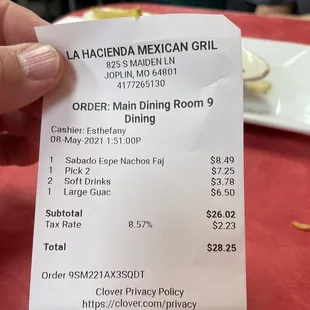 LA HACIENDA MEXICAN GRIL
825 S MAIDEN LN
JOPLIN, MO 64801
4177265130
ORDER: Main Dining Room 9
Dining
Cashier: Esthefany
08-May-2021 1:51:00P
1 Sabado Espe Nachos Faj $8.49
1 Pick 2 $7.25
2 Soft Drinks $3.78
1 Large Guac $6.50
Subtotal $26.02
Tax Rate 8.57% $2.23
Total $28.25
Order 9SM221AX3SQDT
Clover Privacy Policy
https://clover.com/privacy